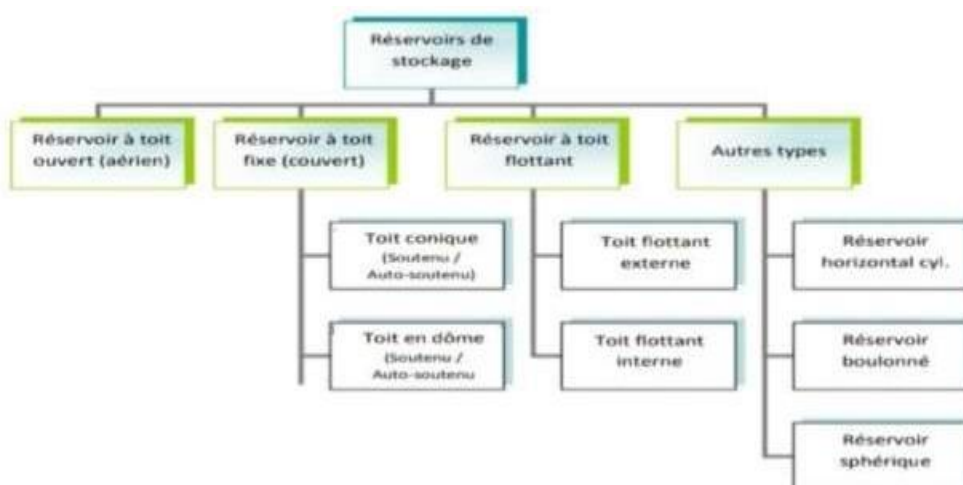 Réservoirs de
stockage
Réservoir à toit
ouvert (aérien)
Réservoir à toit
fixe (couvert)
Réservoir à toit
flottant
Autres types
Toit conique
(Soutenu /
Auto-soutenu)
Toit en dôme
(Soutenu /
Auto-soutenu
Toit flottant
externe
Toit flottant
interne
Réservoir
horizontal cyl.
Réservoir
boulonné
Réservoir
sphérique